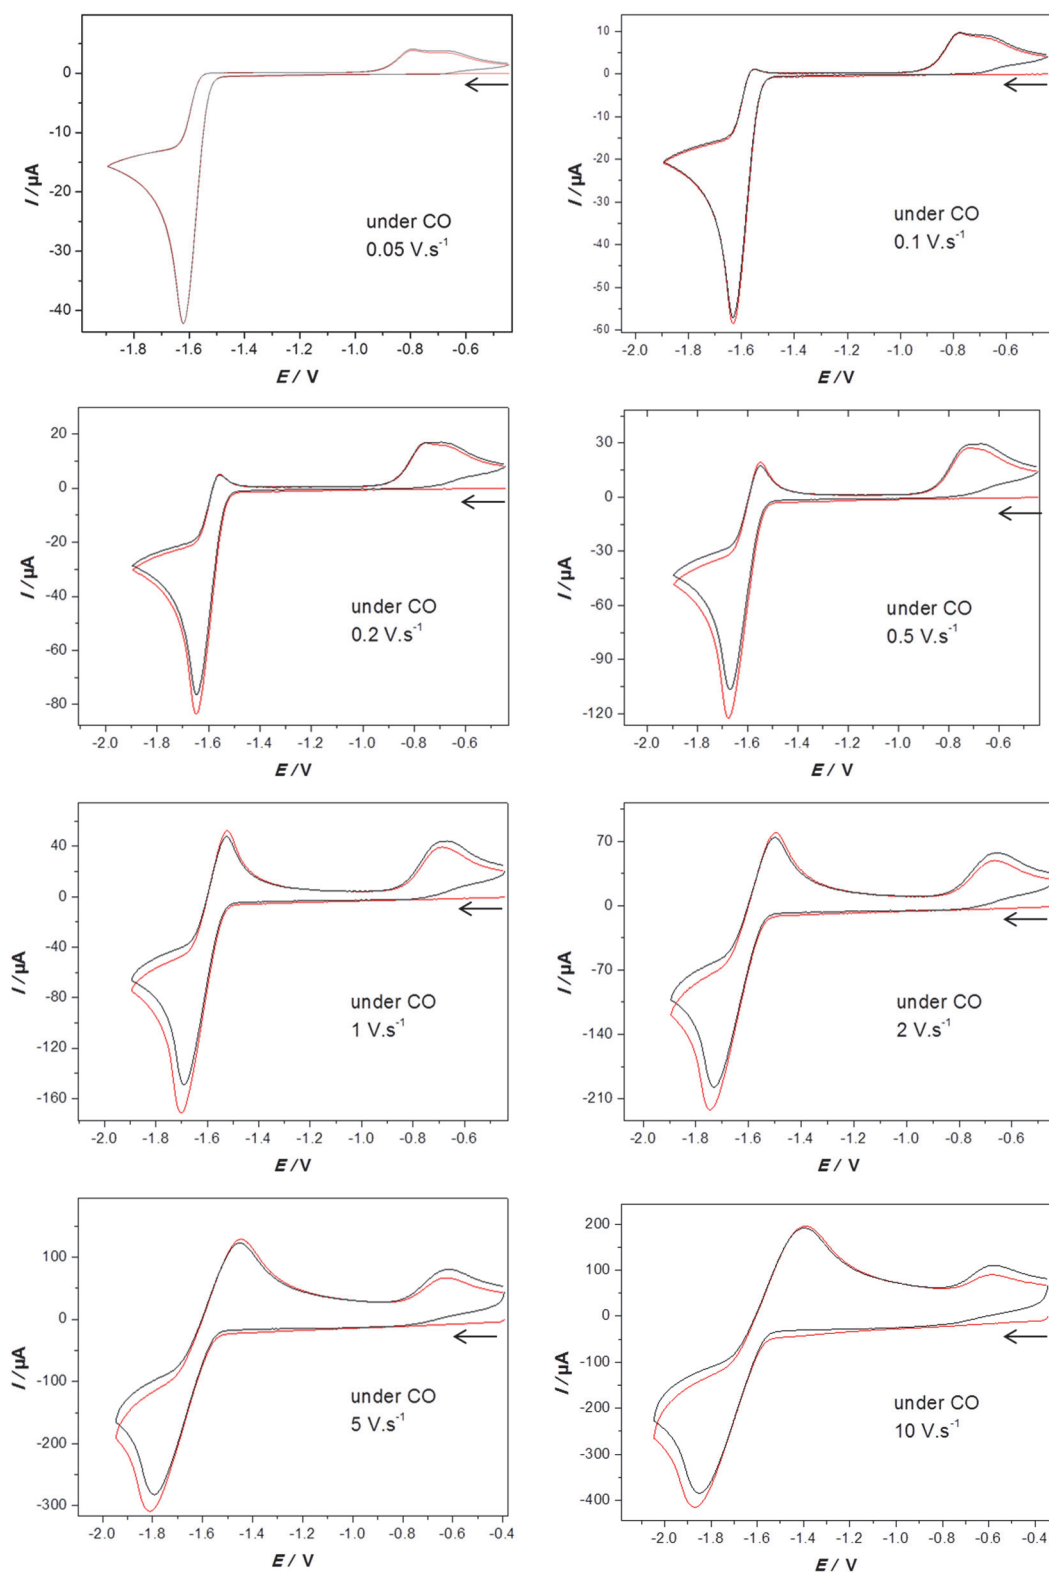 0
-10
-20
-30
-40
I /µA
under CO
0.05 V.s-1
-1.8 -1.6 -1.4 -1.2 -1.0 -0.8 -0.6
E / V
10
0
-10
-20
-30
-40
-50
-60
I /µA
under CO
0.1 V.s-1
-2.0 -1.8 -1.6 -1.4 -1.2 -1.0 -0.8 -0.6
E / V
20
0
-20
-40
-60
-80
I /µA
under CO
0.2 V.s-1
-2.0 -1.8 -1.6 -1.4 -1.2 -1.0 -0.8 -0.6
E / V
30
0
-30
-60
-90
-120
I /µA
under CO
0.5 V.s-1
-2.0 -1.8 -1.6 -1.4 -1.2 -1.0 -0.8 -0.6
E / V
40
0
-40
-80
-120
-160
I /µA
under CO
1 V.s-1
-2.0 -1.8 -1.6 -1.4 -1.2 -1.0 -0.8 -0.6
E / V
70
0
-70
-140
-210
I /µA
under CO
2 V.s-1
-2.0 -1.8 -1.6 -1.4 -1.2 -1.0 -0.8 -0.6
E / V
100
0
-100
-200
-300
I /µA
under CO
5 V.s-1
-2.0 -1.8 -1.6 -1.4 -1.2 -1.0 -0.8 -0.6 -0.4
E / V
200
100
0
-100
-200
-300
-400
I /µA
under CO
10 V.s-1
-2.0 -1.8 -1.6 -1.4 -1.2 -1.0 -0.8 -0.6 -0.4
E / V